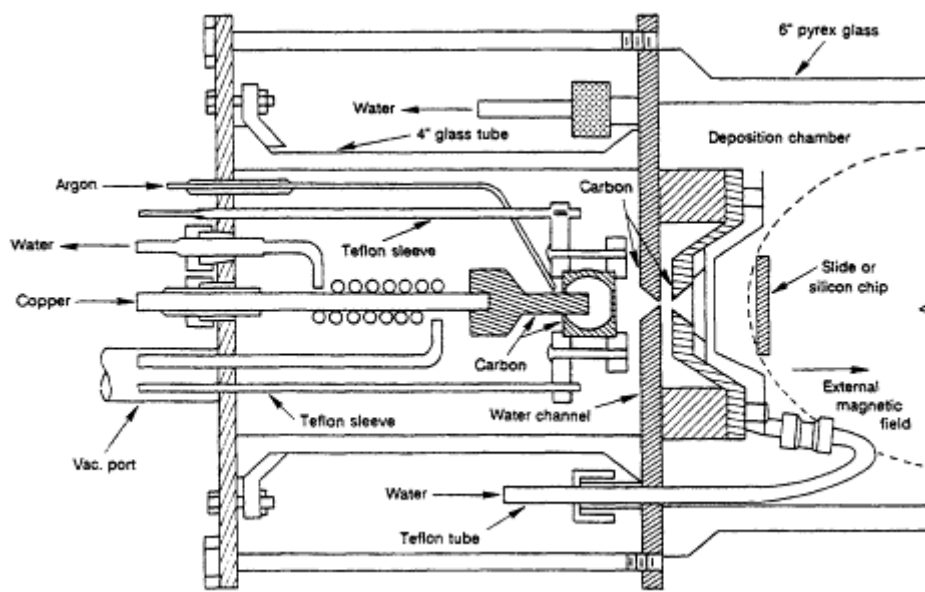 6" pyrex glass
Water
4" glass tube
Deposition chamber
Argon
Carbon
Teflon sleeve
Water
Copper
Slide or
silicon chip
Carbon
External
magnetic
field
Water channel
Teflon sleeve
Vac. port
Water
Teflon tube